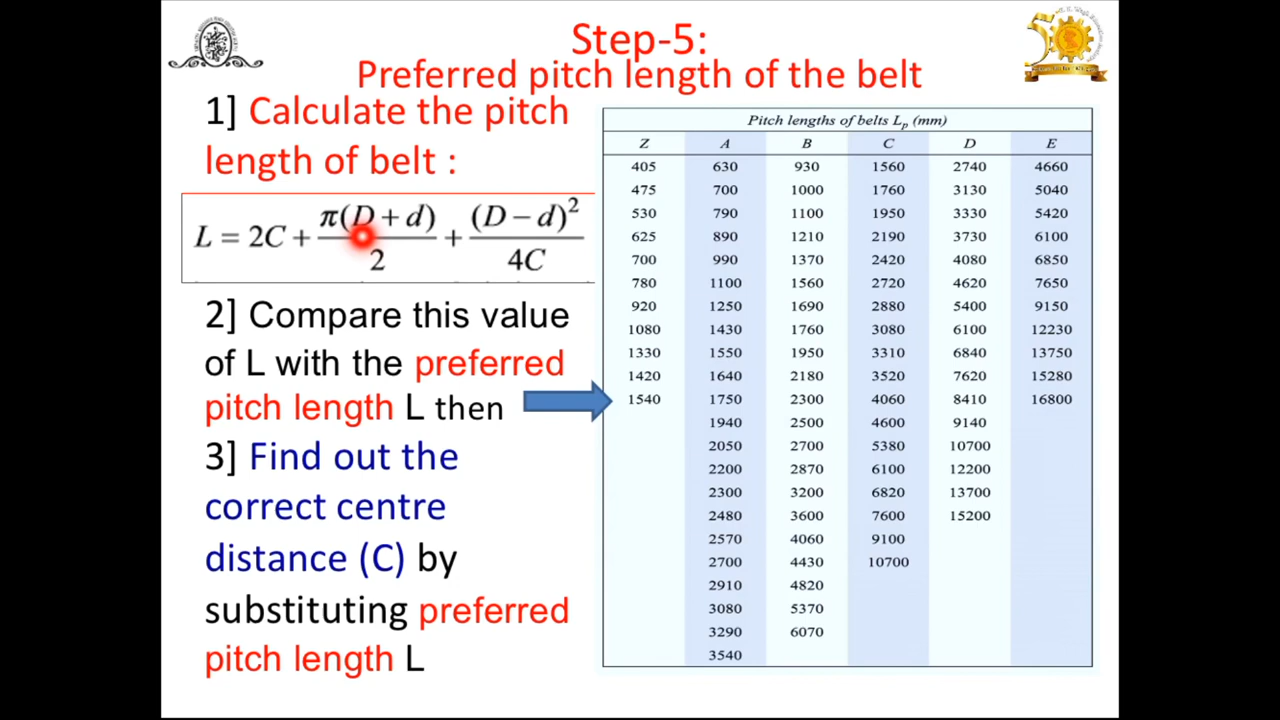 Step-5:
Preferred pitch length of the belt
1] Calculate the pitch
length of belt :
L = 2C + π(D + d)/2 + (D − d)²/4C
2] Compare this value
of L with the preferred
pitch length L then
3] Find out the
correct centre
distance (C) by
substituting preferred
pitch length L
Pitch lengths of belts Lp (mm)
Z A B C D E
405 630 930 1560 2740 4660
475 700 1000 1760 3130 5040
530 790 1100 1950 3330 5420
625 890 1210 2190 3730 6100
700 990 1370 2420 4080 6850
780 1100 1560 2720 4620 7650
920 1250 1690 2880 5400 9150
1080 1430 1760 3080 6100 12230
1330 1550 1950 3310 6840 13750
1420 1640 2180 3520 7620 15280
1540 1750 2300 4060 8410 16800
1940 2500 4600 9140
2050 2700 5380 10700
2200 2870 6100 12200
2300 3200 6820 13700
2480 3600 7600 15200
2570 4060 9100
2700 4430 10700
2910 4820
3080 5370
3290 6070
3540